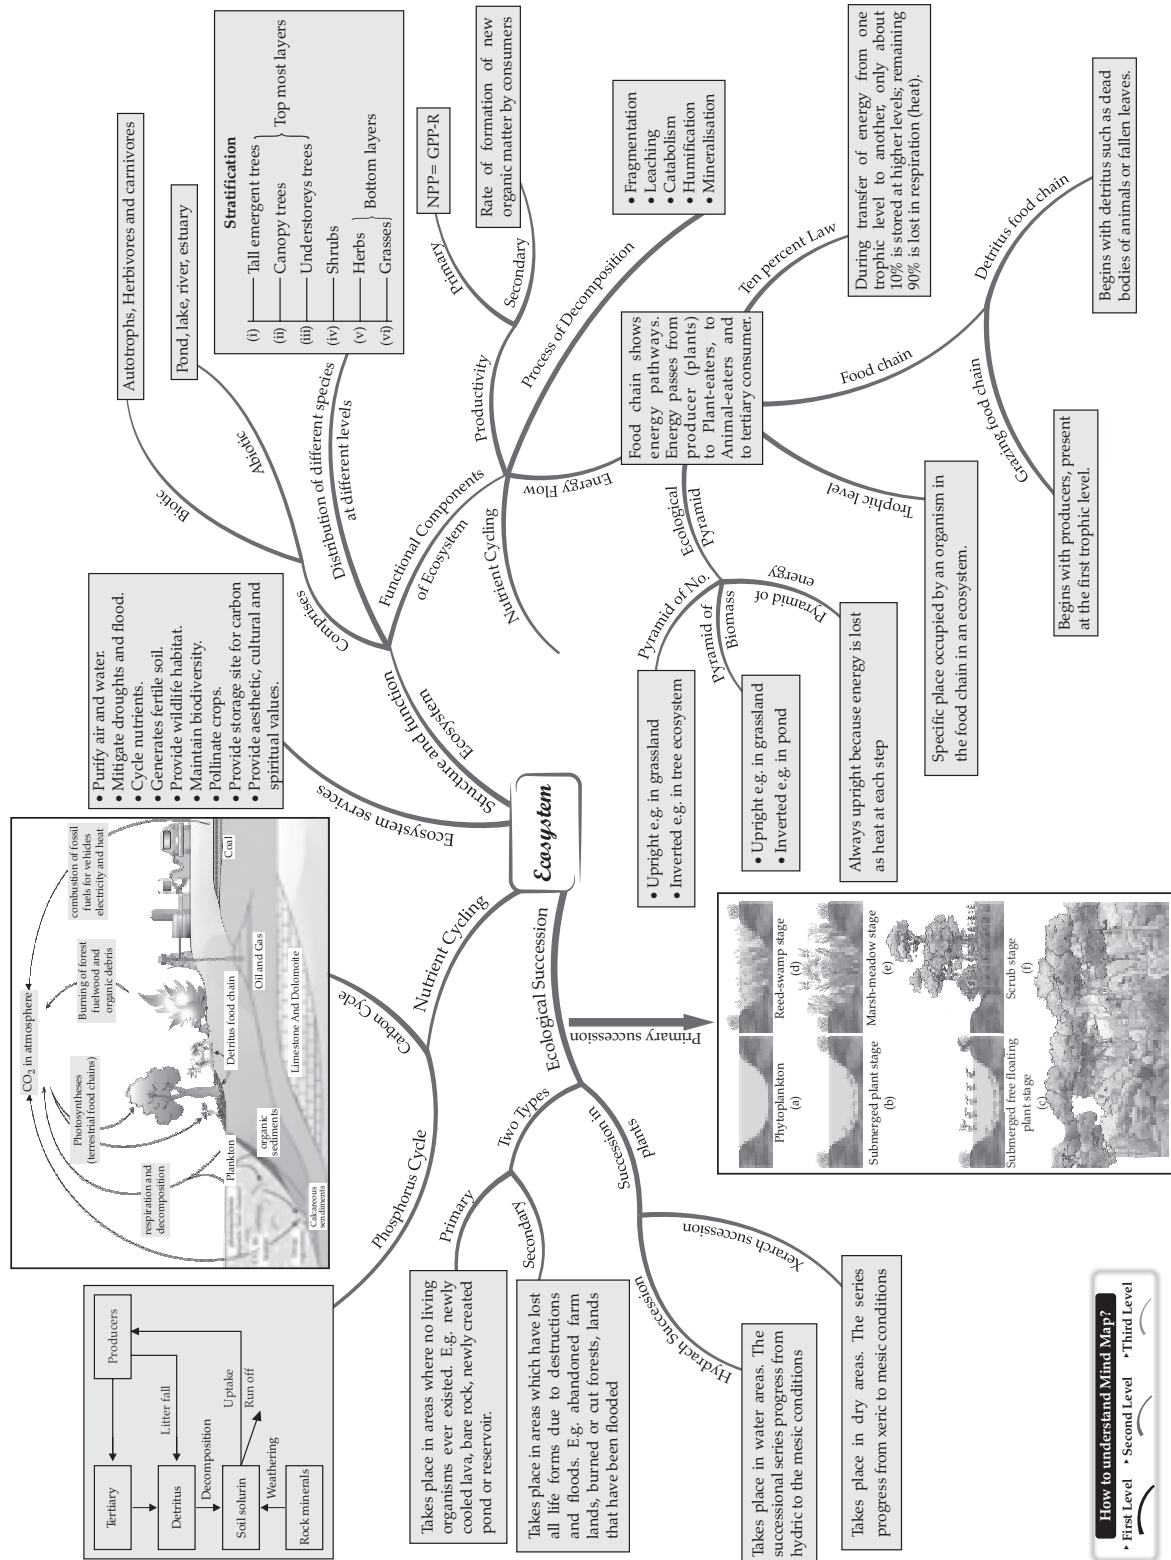 Ecosystem
Structure and function
Ecosystem
Comprises
Biotic
Autotrophs, Herbivores and carnivores
Abiotic
Pond, lake, river, estuary
Distribution of different species
at different levels
Stratification
(i) Tall emergent trees
(ii) Canopy trees
(iii) Understoreys trees
Top most layers
(iv) Shrubs
(v) Herbs
(vi) Grasses
Bottom layers
Functional Components
of Ecosystem
Productivity
Primary
NPP= GPP-R
Secondary
Rate of formation of new
organic matter by consumers
Process of Decomposition
• Fragmentation
• Leaching
• Catabolism
• Humification
• Mineralisation
Energy Flow
Food chain shows
energy pathways.
Energy passes from
producer (plants)
to Plant-eaters, to
Animal-eaters and
to tertiary consumer.
Ten percent Law
During transfer of energy from one
trophic level to another, only about
10% is stored at higher levels; remaining
90% is lost in respiration (heat).
Food chain
Detritus food chain
Begins with detritus such as dead
bodies of animals or fallen leaves.
Grazing food chain
Begins with producers, present
at the first trophic level.
Trophic level
Specific place occupied by an organism in
the food chain in an ecosystem.
Ecological
Pyramid
Pyramid of No.
• Upright e.g. in grassland
• Inverted e.g. in tree ecosystem
Pyramid of
Biomass
• Upright e.g. in grassland
• Inverted e.g. in pond
Pyramid of
energy
Always upright because energy is lost
as heat at each step
Nutrient Cycling
Ecosystem services
• Purify air and water.
• Mitigate droughts and flood.
• Cycle nutrients.
• Generates fertile soil.
• Provide wildlife habitat.
• Maintain biodiversity.
• Pollinate crops.
• Provide storage site for carbon
• Provide aesthetic, cultural and
spiritual values.
Nutrient Cycling
Carbon Cycle
CO2 in atmosphere
combustion of fossil
fuels for vehicles
electricity and heat
Burning of forest
fuelwood and
organic debris
Photosyntheses
(terrestrial food chains)
respiration and
decomposition
Plankton
Detritus food chain
Coal
Oil and Gas
Limestone And Dolomoite
organic
sediments
Calcareous
sendiments
Phosphorus Cycle
Tertiary
Producers
Litter fall
Detritus
Decomposition
Uptake
Run off
Soil solurin
Weathering
Rock minerals
Ecological Succession
Two Types
Primary
Takes place in areas where no living
organisms ever existed. E.g. newly
cooled lava, bare rock, newly created
pond or reservoir.
Secondary
Takes place in areas which have lost
all life forms due to destructions
and floods. E.g. abandoned farm
lands, burned or cut forests, lands
that have been flooded
Succession in
plants
Hydrach Succession
Takes place in water areas. The
successional series progress from
hydric to the mesic conditions
Xerarch succession
Takes place in dry areas. The series
progress from xeric to mesic conditions
Primary succession
Phytoplankton
(a)
Submerged plant stage
(b)
Submerged free floating
plant stage
(c)
Reed-swamp stage
(d)
Marsh-meadow stage
(e)
Scrub stage
(f)
How to understand Mind Map?
First Level
Second Level
Third Level